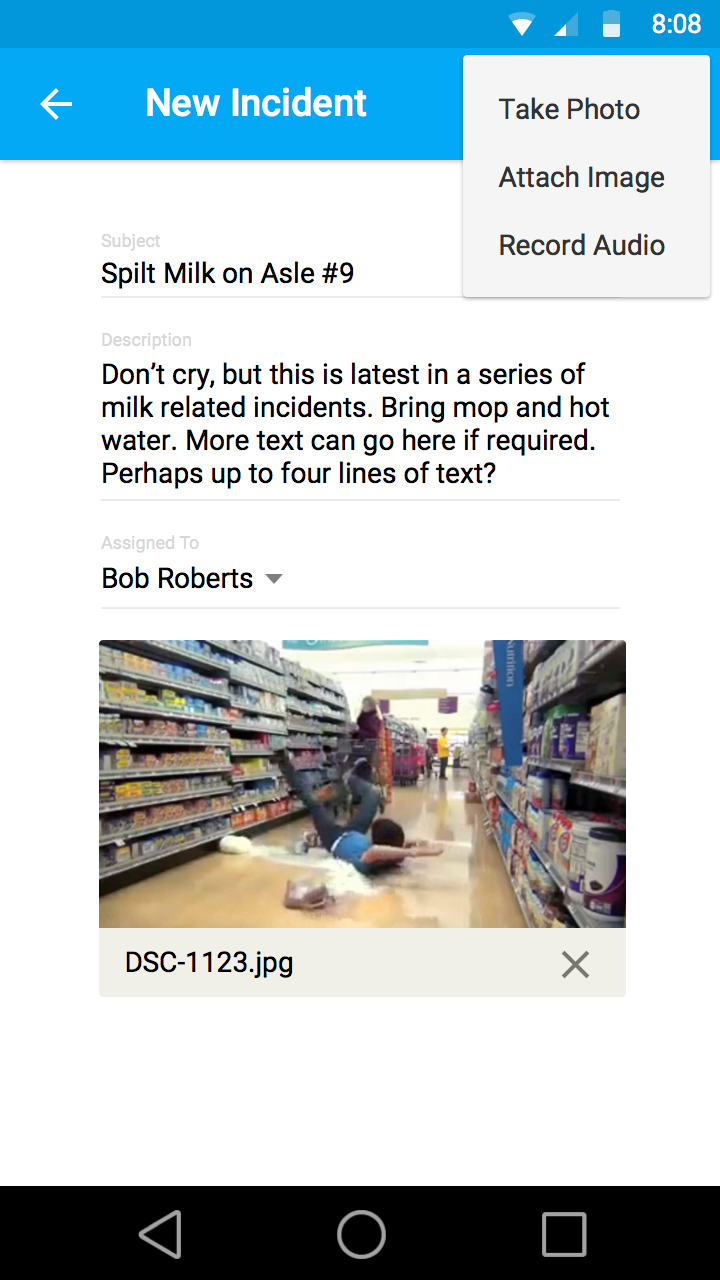 8:08
New Incident
Take Photo
Attach Image
Record Audio
Subject
Spilt Milk on Asle #9
Description
Don’t cry, but this is latest in a series of
milk related incidents. Bring mop and hot
water. More text can go here if required.
Perhaps up to four lines of text?
Assigned To
Bob Roberts
Nutrition
DSC-1123.jpg